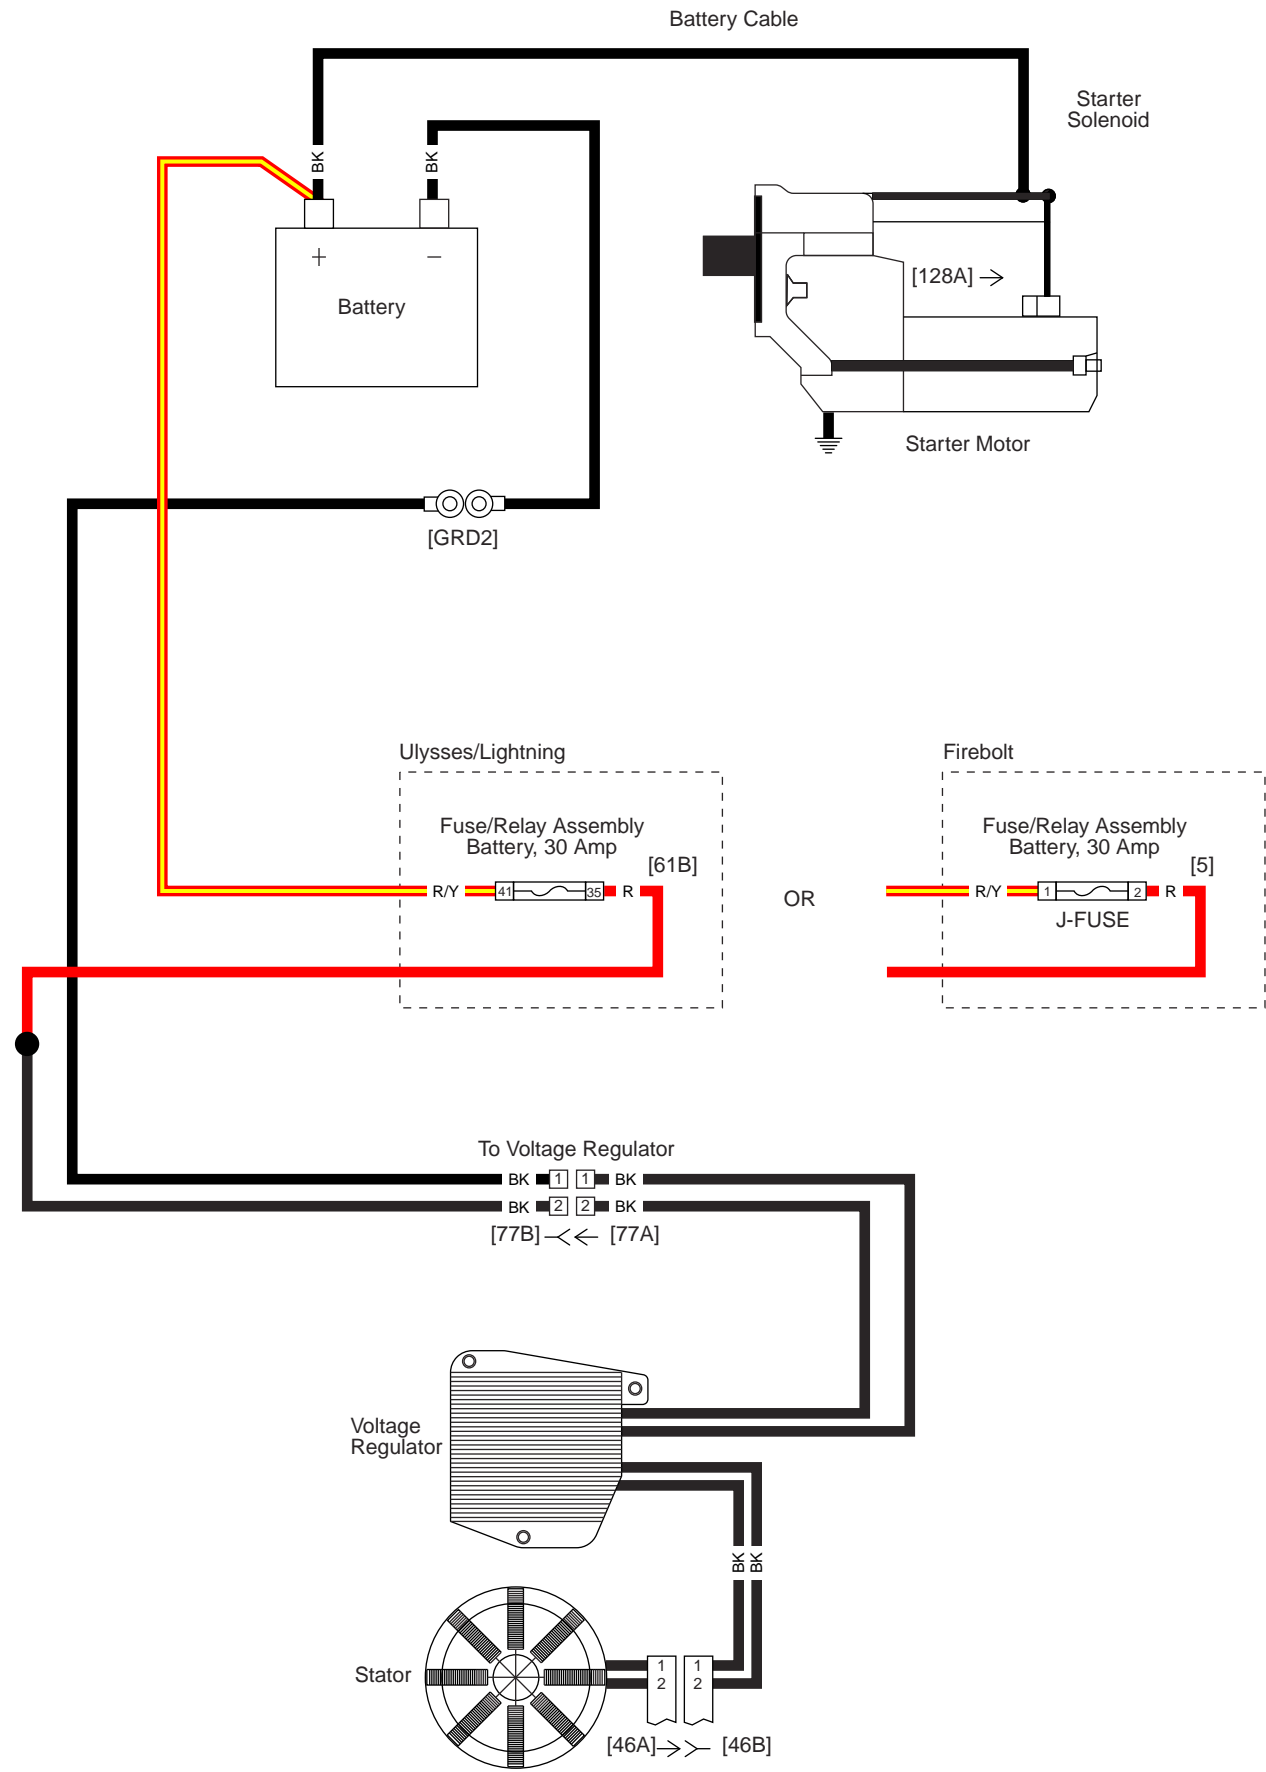 Battery Cable
Starter
Solenoid
BK
BK
+
−
Battery
[128A]
Starter Motor
[GRD2]
Ulysses/Lightning
Firebolt
Fuse/Relay Assembly
Battery, 30 Amp
[61B]
R/Y
41
35
R
OR
Fuse/Relay Assembly
Battery, 30 Amp
[5]
R/Y
1
2
R
J-FUSE
To Voltage Regulator
BK 1 1 BK
BK 2 2 BK
[77B] [77A]
Voltage
Regulator
BK
BK
Stator
1 1
2 2
[46A] [46B]